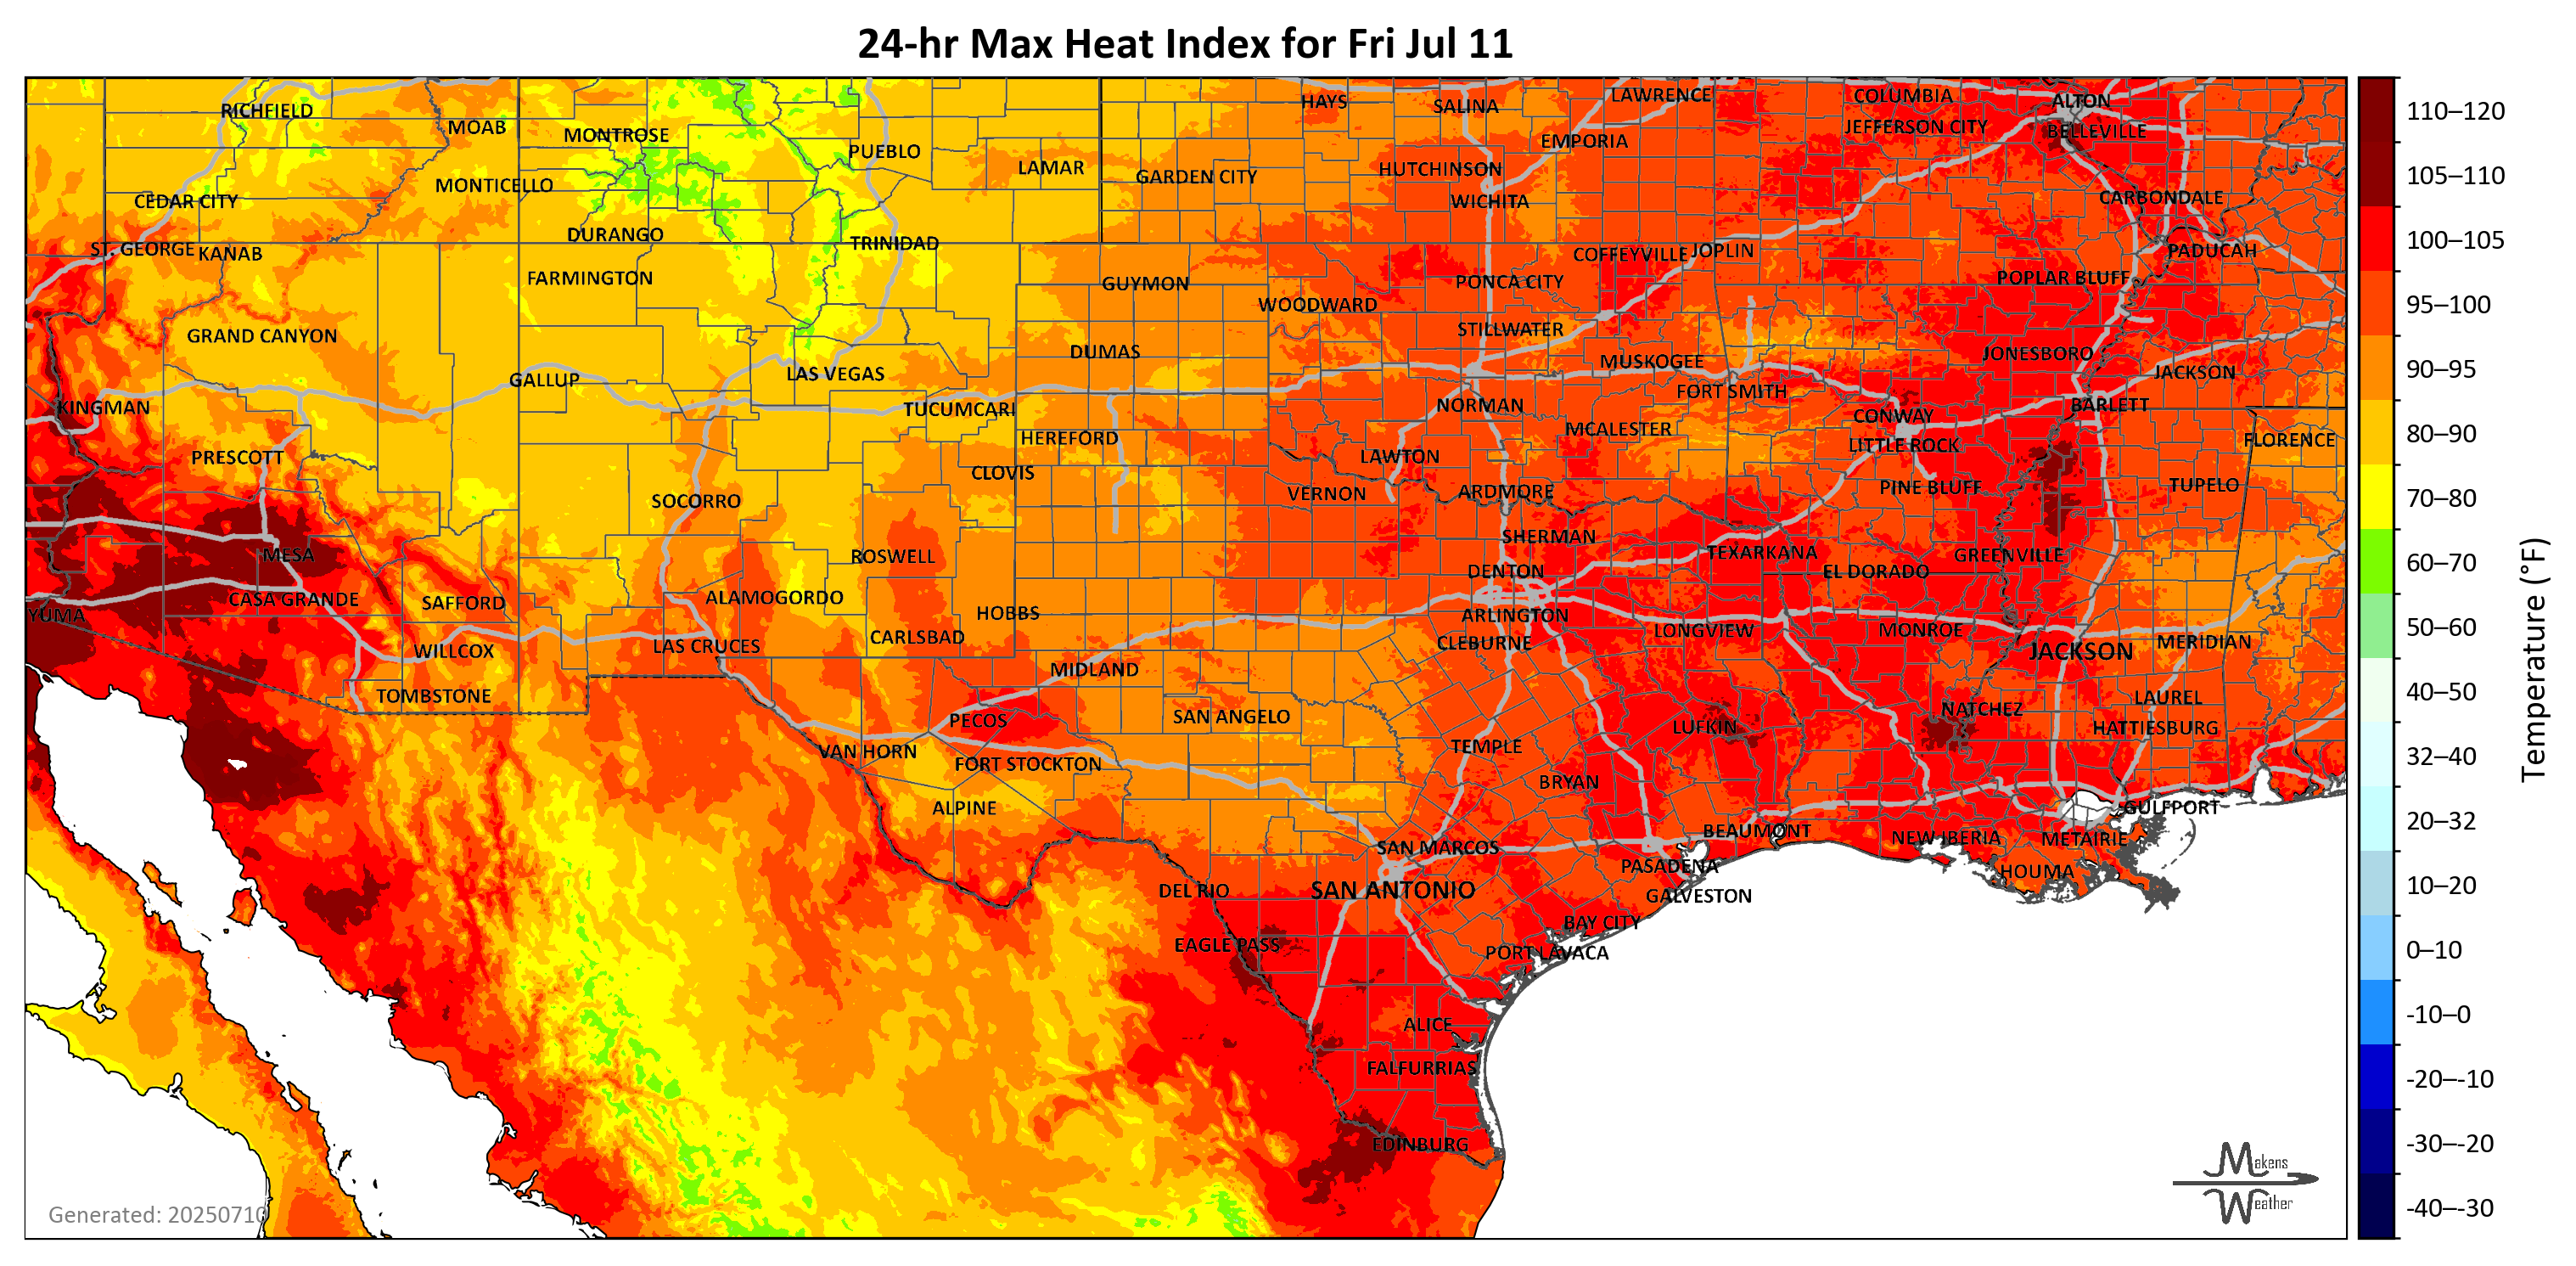 24-hr Max Heat Index for Fri Jul 11
RICHFIELD
MOAB
MONTROSE
PUEBLO
LAMAR
HAYS
SALINA
LAWRENCE
COLUMBIA
ALTON
EMPORIA
JEFFERSON CITY
BELLEVILLE
CEDAR CITY
MONTICELLO
GARDEN CITY
HUTCHINSON
WICHITA
CARBONDALE
ST. GEORGE
KANAB
DURANGO
TRINIDAD
COFFEYVILLE
JOPLIN
PADUCAH
FARMINGTON
GUYMON
WOODWARD
PONCA CITY
POPLAR BLUFF
GRAND CANYON
DUMAS
STILLWATER
MUSKOGEE
JONESBORO
JACKSON
KINGMAN
GALLUP
LAS VEGAS
TUCUMCARI
NORMAN
FORT SMITH
CONWAY
BARLETT
PRESCOTT
HEREFORD
CLOVIS
LAWTON
MCALESTER
LITTLE ROCK
FLORENCE
SOCORRO
VERNON
ARDMORE
PINE BLUFF
TUPELO
MESA
ROSWELL
SHERMAN
TEXARKANA
GREENVILLE
CASA GRANDE
SAFFORD
ALAMOGORDO
DENTON
EL DORADO
YUMA
HOBBS
ARLINGTON
WILLCOX
LAS CRUCES
CARLSBAD
CLEBURNE
LONGVIEW
MONROE
JACKSON
MERIDIAN
TOMBSTONE
MIDLAND
PECOS
SAN ANGELO
LUFKIN
NATCHEZ
LAUREL
HATTIESBURG
VAN HORN
FORT STOCKTON
TEMPLE
BRYAN
ALPINE
GULFPORT
SAN MARCOS
BEAUMONT
NEW IBERIA
METAIRIE
DEL RIO
SAN ANTONIO
PASADENA
GALVESTON
HOUMA
EAGLE PASS
BAY CITY
PORT LAVACA
ALICE
FALFURRIAS
EDINBURG
Generated: 20250710
Makens
Weather
110–120
105–110
100–105
95–100
90–95
80–90
70–80
60–70
50–60
40–50
32–40
20–32
10–20
0–10
-10–0
-20–-10
-30–-20
-40–-30
Temperature (°F)